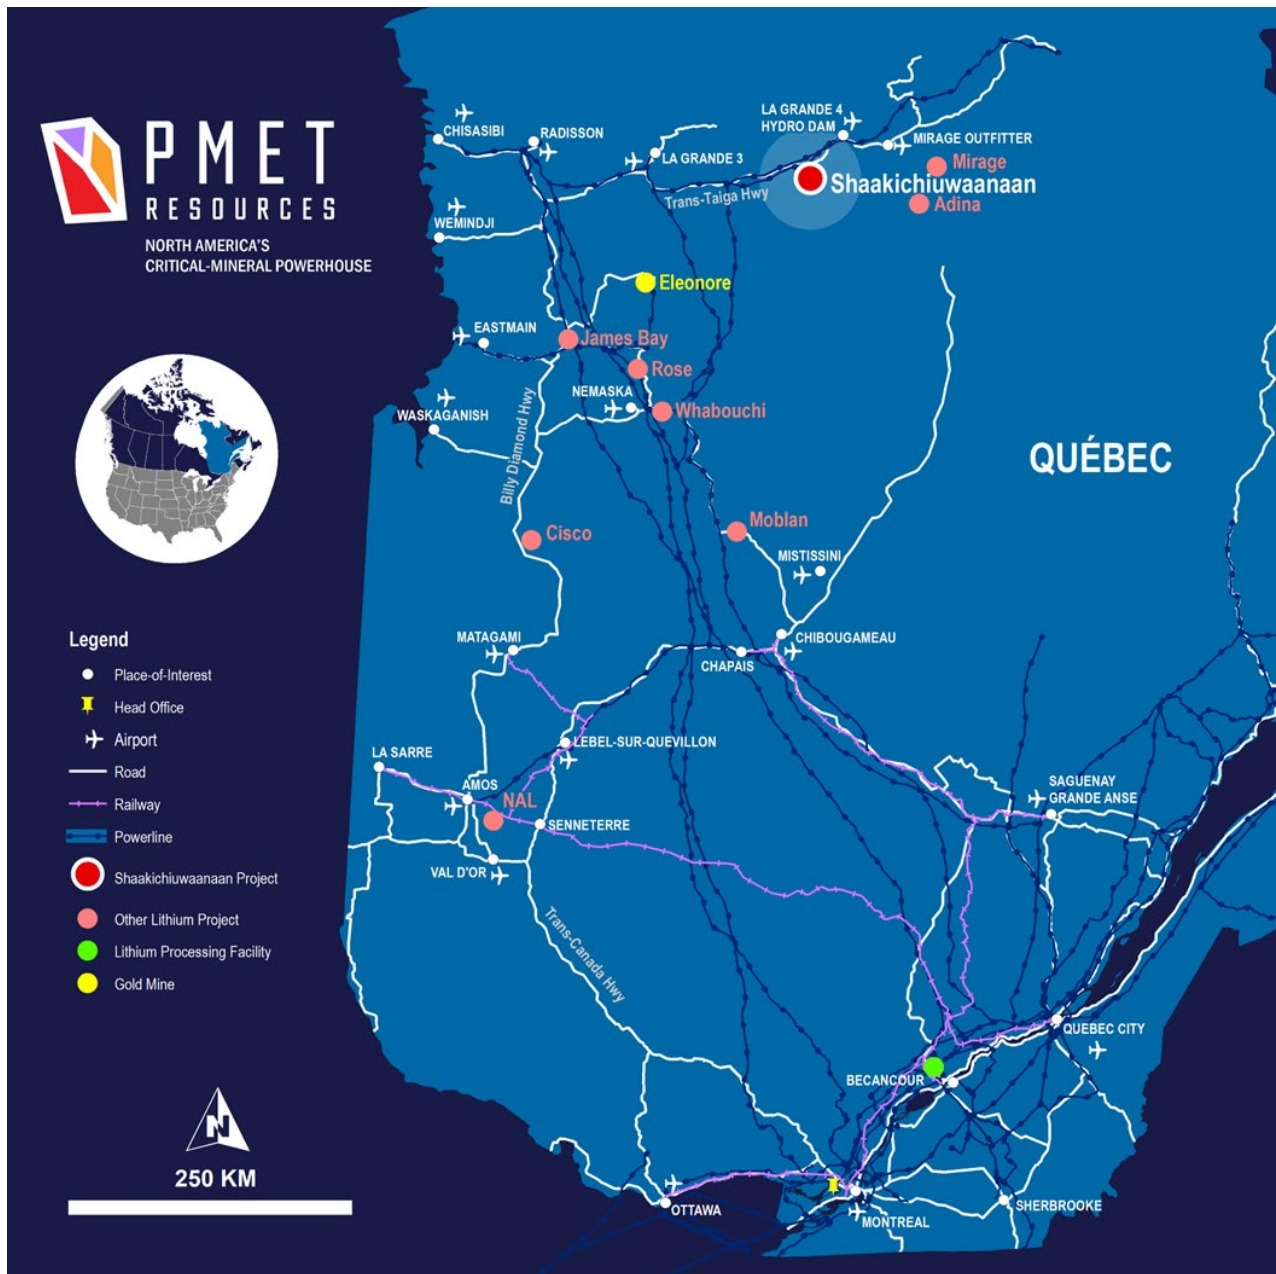 PMET
RESOURCES
NORTH AMERICA'S
CRITICAL-MINERAL POWERHOUSE
CHISASIBI
RADISSON
LA GRANDE 3
LA GRANDE 4
HYDRO DAM
MIRAGE OUTFITTER
Mirage
Shaakichiuwaanaan
Adina
Trans-Taiga Hwy
WEMINDJI
Eleonore
EASTMAIN
James Bay
Rose
NEMASKA
Whabouchi
WASKAGANISH
Billy Diamond Hwy
QUÉBEC
Cisco
Moblan
MISTISSINI
MATAGAMI
CHIBOUGAMEAU
CHAPAIS
LEBEL-SUR-QUEVILLON
LA SARRE
AMOS
NAL
SENNETERRE
VAL D'OR
SAGUENAY
GRANDE ANSE
Trans-Canada Hwy
QUEBEC CITY
BECANCOUR
OTTAWA
MONTREAL
SHERBROOKE
Legend
Place-of-Interest
Head Office
Airport
Road
Railway
Powerline
Shaakichiuwaanaan Project
Other Lithium Project
Lithium Processing Facility
Gold Mine
N
250 KM